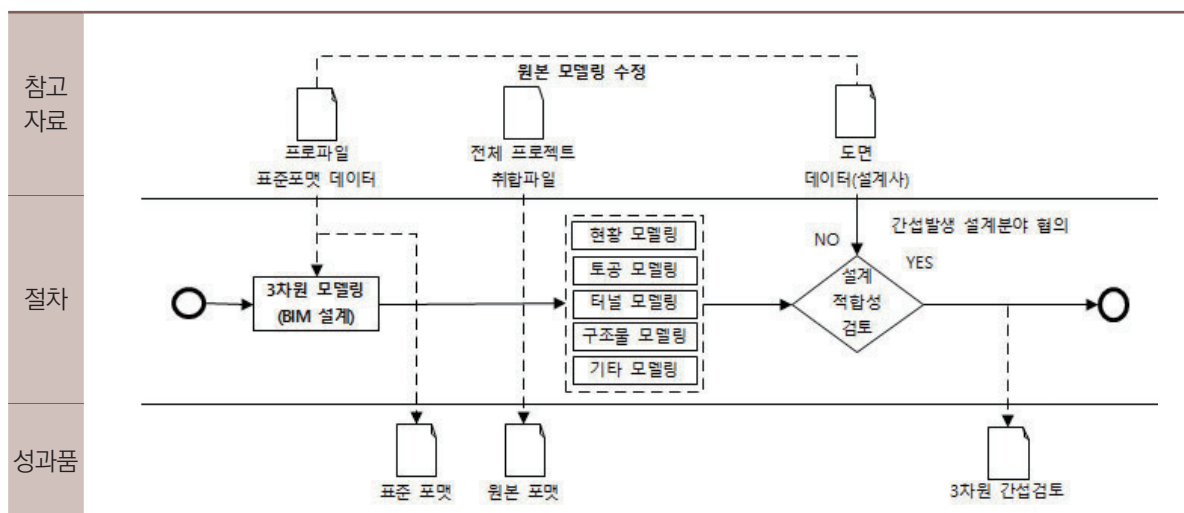 참고
자료
원본 모델링 수정
프로파일
표준포맷 데이터
전체 프로젝트
취합파일
도면
데이터(설계사)
절차
3차원 모델링
(BIM 설계)
현황 모델링
토공 모델링
터널 모델링
구조물 모델링
기타 모델링
NO
간섭발생 설계분야 협의
YES
설계
적합성
검토
성과품
표준 포맷
원본 포맷
3차원 간섭검토